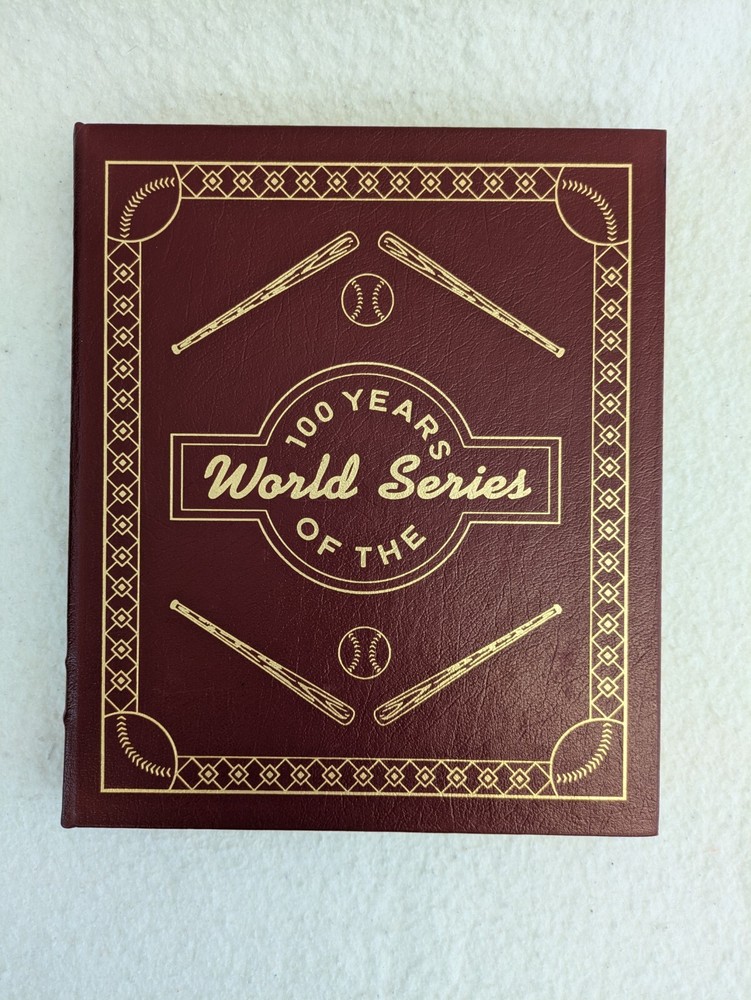 100 YEARS
OF THE
World Series